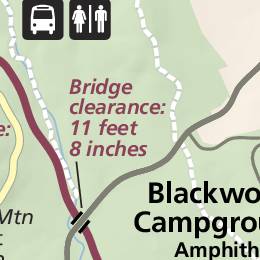 Bridge
clearance:
11 feet
8 inches
e:
Blackwo
Mtn
Campgrou
Amphith